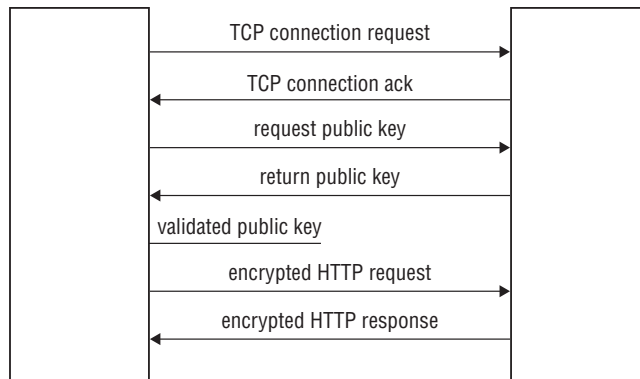 TCP connection request
TCP connection ack
request public key
return public key
validated public key
encrypted HTTP request
encrypted HTTP response